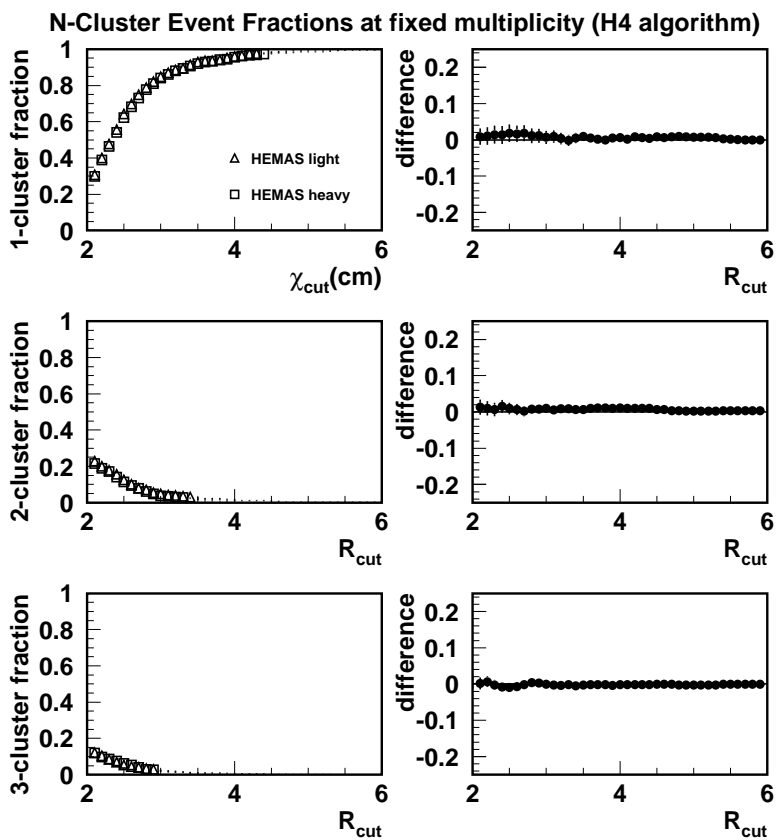 N-Cluster Event Fractions at fixed multiplicity (H4 algorithm)
1-cluster fraction
1
0.8
0.6
0.4
0.2
0
HEMAS light
HEMAS heavy
2 4 6
χcut(cm)
difference
0.2
0.1
0
-0.1
-0.2
2 4 6
Rcut
2-cluster fraction
1
0.8
0.6
0.4
0.2
0
2 4 6
Rcut
difference
0.2
0.1
0
-0.1
-0.2
2 4 6
Rcut
3-cluster fraction
1
0.8
0.6
0.4
0.2
0
2 4 6
Rcut
difference
0.2
0.1
0
-0.1
-0.2
2 4 6
Rcut